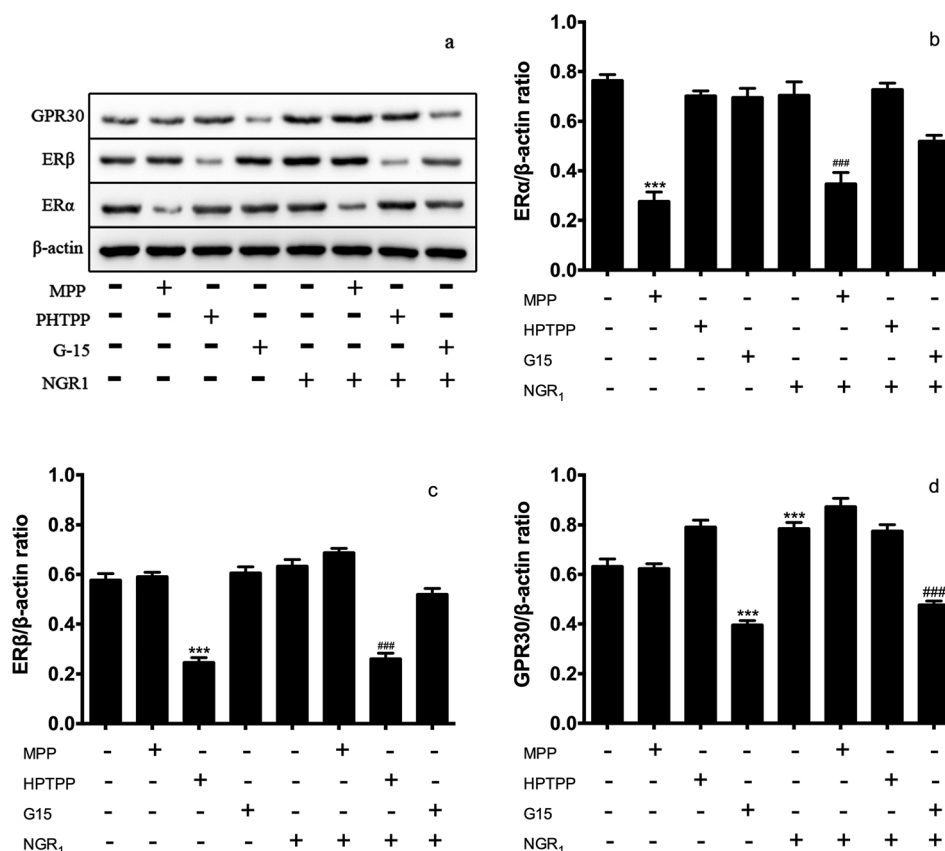 a
GPR30
ERβ
ERα
β-actin
MPP - + - - - + - -
PHTPP - - + - - - + -
G-15 - - - + - - - +
NGR1 - - - - + + + +
b
ERα/β-actin ratio
1.0
0.8
0.6
0.4
0.2
0.0
***
###
MPP - + - - - + - -
HPTPP - - + - - - + -
G15 - - - + - - - +
NGR1 - - - - + + + +
c
ERβ/β-actin ratio
1.0
0.8
0.6
0.4
0.2
0.0
***
###
MPP - + - - - + - -
HPTPP - - + - - - + -
G15 - - - + - - - +
NGR1 - - - - + + + +
d
GPR30/β-actin ratio
1.0
0.8
0.6
0.4
0.2
0.0
***
***
###
MPP - + - - - + - -
HPTPP - - + - - - + -
G15 - - - + - - - +
NGR1 - - - - + + + +